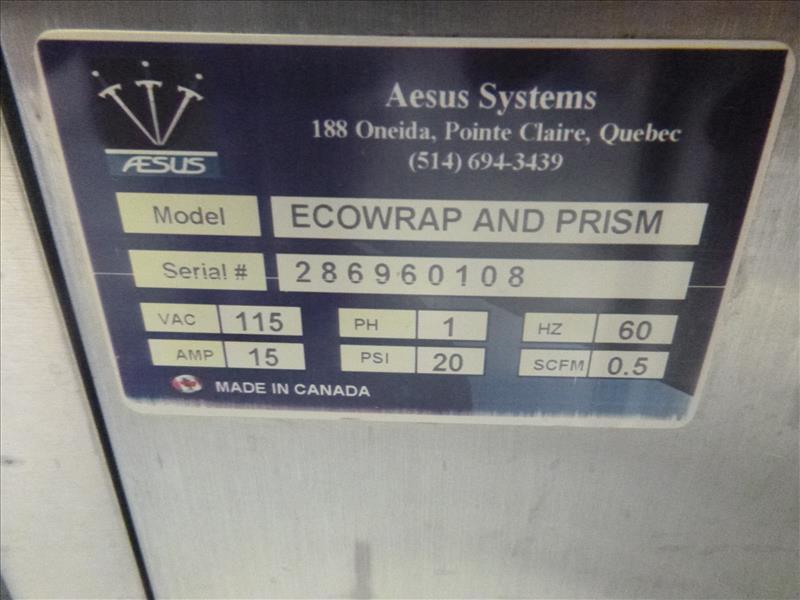 ÆSUS
Aesus Systems
188 Oneida, Pointe Claire, Quebec
(514) 694-3439
Model ECOWRAP AND PRISM
Serial # 286960108
VAC 115 PH 1 HZ 60
AMP 15 PSI 20 SCFM 0.5
MADE IN CANADA